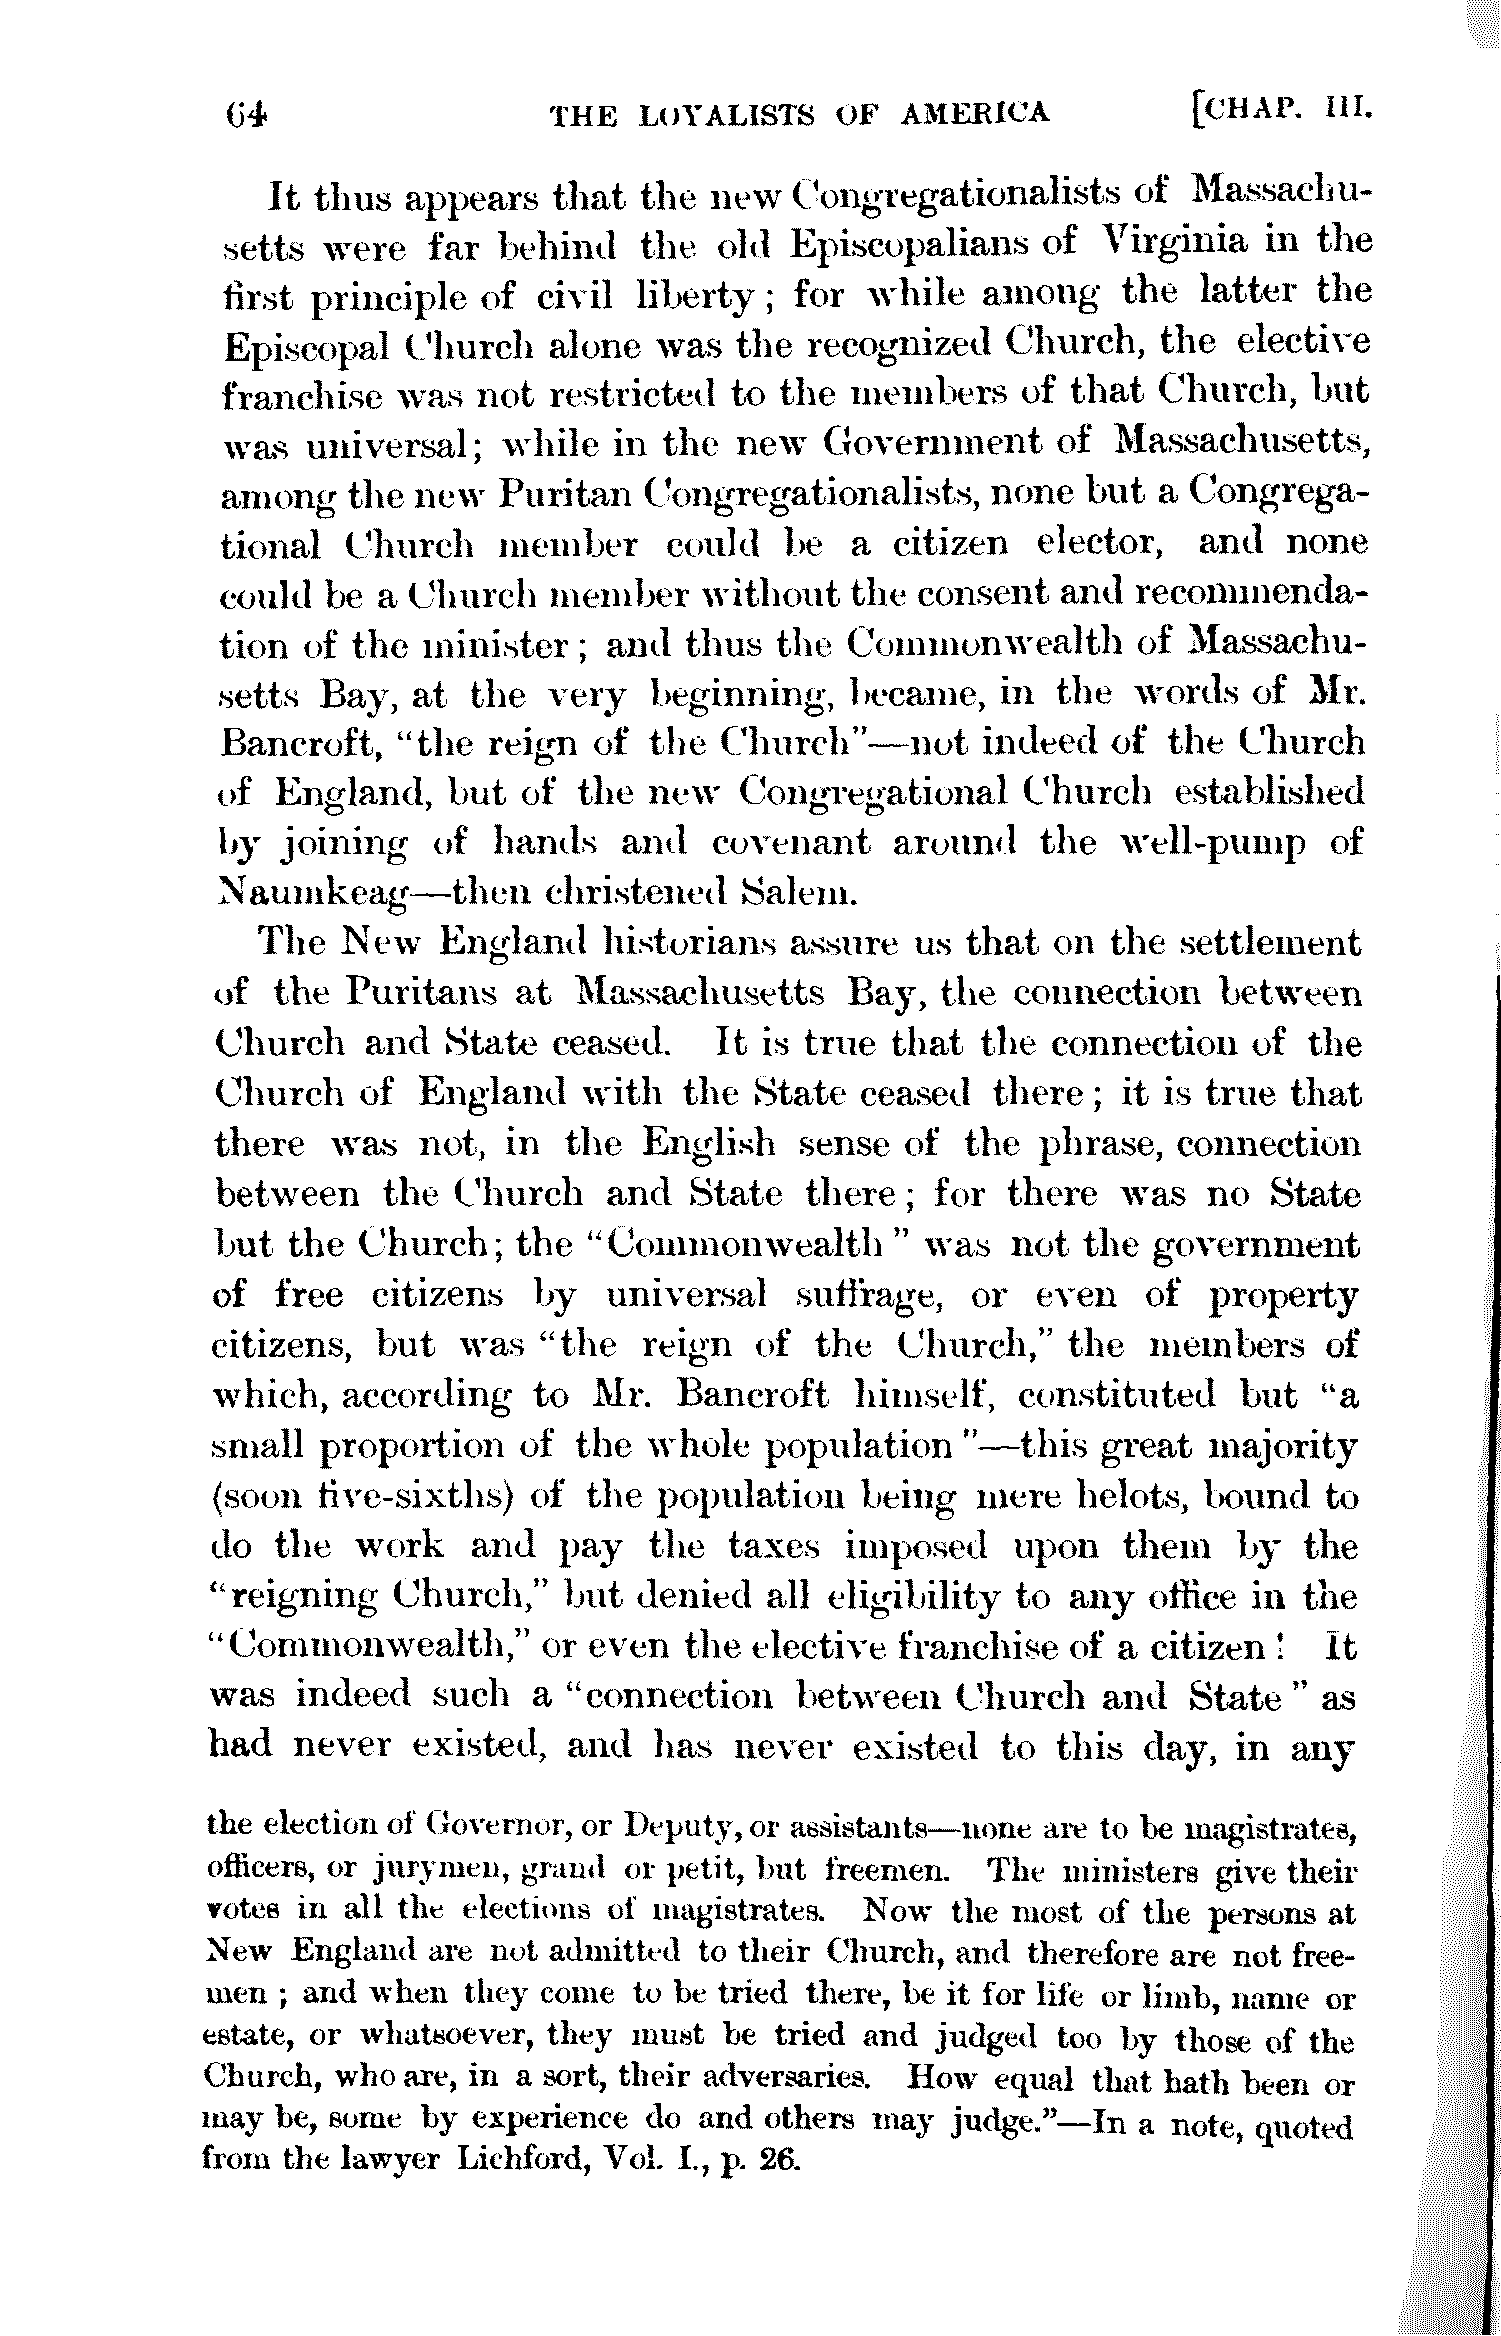 64 THE LOYALISTS OF AMERICA [CHAP. III.
It thus appears that the new Congregationalists of Massachu-
setts were far behind the old Episcopalians of Virginia in the
first principle of civil liberty; for while among the latter the
Episcopal Church alone was the recognized Church, the elective
franchise was not restricted to the members of that Church, but
was universal; while in the new Government of Massachusetts,
among the new Puritan Congregationalists, none but a Congrega-
tional Church member could be a citizen elector, and none
could be a Church member without the consent and recommenda-
tion of the minister; and thus the Commonwealth of Massachu-
setts Bay, at the very beginning, became, in the words of Mr.
Bancroft, “the reign of the Church”—not indeed of the Church
of England, but of the new Congregational Church established
by joining of hands and covenant around the well-pump of
Naumkeag—then christened Salem.
The New England historians assure us that on the settlement
of the Puritans at Massachusetts Bay, the connection between
Church and State ceased. It is true that the connection of the
Church of England with the State ceased there; it is true that
there was not, in the English sense of the phrase, connection
between the Church and State there; for there was no State
but the Church; the “Commonwealth” was not the government
of free citizens by universal suffrage, or even of property
citizens, but was “the reign of the Church,” the members of
which, according to Mr. Bancroft himself, constituted but “a
small proportion of the whole population”—this great majority
(soon five-sixths) of the population being mere helots, bound to
do the work and pay the taxes imposed upon them by the
“reigning Church,” but denied all eligibility to any office in the
“Commonwealth,” or even the elective franchise of a citizen! It
was indeed such a “connection between Church and State” as
had never existed, and has never existed to this day, in any
the election of Governor, or Deputy, or assistants—none are to be magistrates,
officers, or jurymen, grand or petit, but freemen. The ministers give their
votes in all the elections of magistrates. Now the most of the persons at
New England are not admitted to their Church, and therefore are not free-
men; and when they come to be tried there, be it for life or limb, name or
estate, or whatsoever, they must be tried and judged too by those of the
Church, who are, in a sort, their adversaries. How equal that hath been or
may be, some by experience do and others may judge.”—In a note, quoted
from the lawyer Lichford, Vol. I., p. 26.